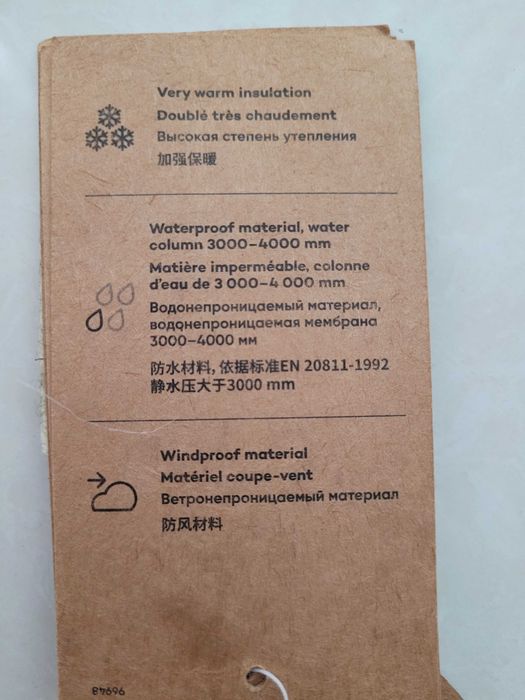 Very warm insulation
Doublé très chaudement
Высокая степень утепления
加强保暖
Waterproof material, water
column 3000–4000 mm
Matière imperméable, colonne
d'eau de 3 000–4 000 mm
Водонепроницаемый материал,
водонепроницаемая мембрана
3000–4000 мм
防水材料, 依据标准EN 20811-1992
静水压大于3000 mm
Windproof material
Matériel coupe-vent
Ветронепроницаемый материал
防风材料
96948